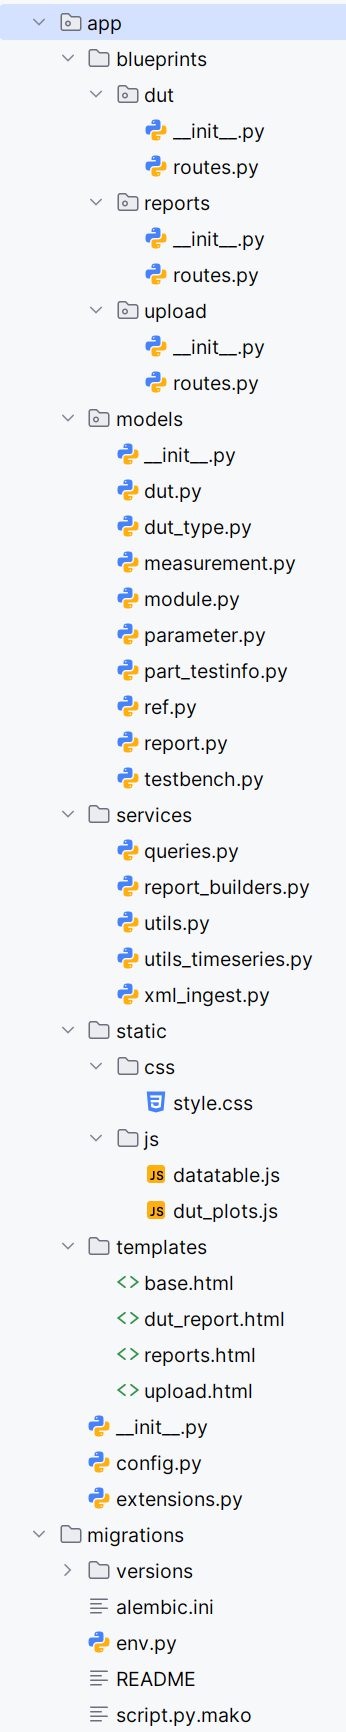 app
blueprints
dut
__init__.py
routes.py
reports
__init__.py
routes.py
upload
__init__.py
routes.py
models
__init__.py
dut.py
dut_type.py
measurement.py
module.py
parameter.py
part_testinfo.py
ref.py
report.py
testbench.py
services
queries.py
report_builders.py
utils.py
utils_timeseries.py
xml_ingest.py
static
css
style.css
js
JS datatable.js
JS dut_plots.js
templates
<> base.html
<> dut_report.html
<> reports.html
<> upload.html
__init__.py
config.py
extensions.py
migrations
versions
alembic.ini
env.py
README
script.py.mako